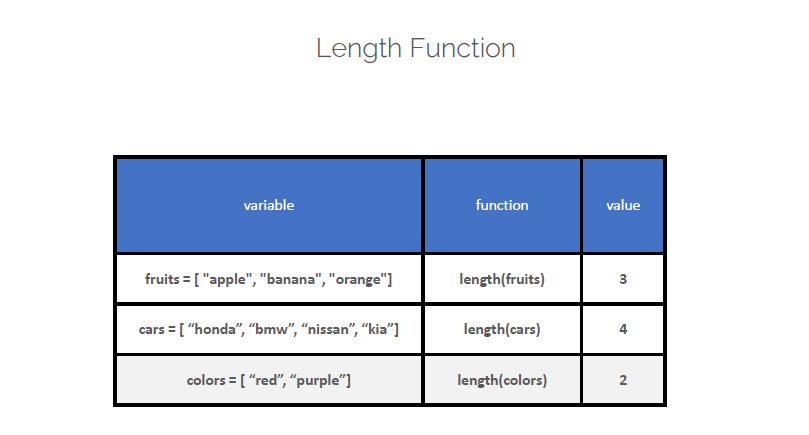 Length Function
variable function value
fruits = [ "apple", "banana", "orange"] length(fruits) 3
cars = [ “honda”, “bmw”, “nissan”, “kia”] length(cars) 4
colors = [ “red”, “purple”] length(colors) 2